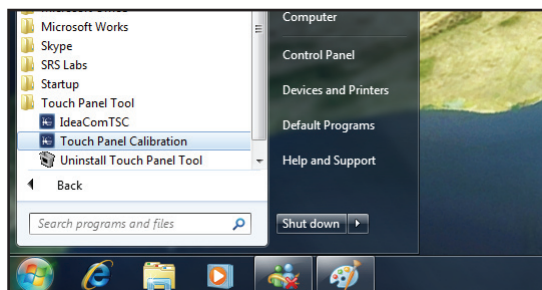 Microsoft Works
Skype
SRS Labs
Startup
Touch Panel Tool
IdeaComTSC
Touch Panel Calibration
Uninstall Touch Panel Tool
Back
Search programs and files
Computer
Control Panel
Devices and Printers
Default Programs
Help and Support
Shut down